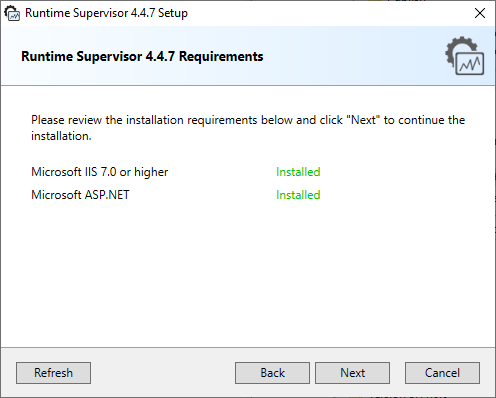 Runtime Supervisor 4.4.7 Setup
Runtime Supervisor 4.4.7 Requirements
Please review the installation requirements below and click "Next" to continue the
installation.
Microsoft IIS 7.0 or higher Installed
Microsoft ASP.NET Installed
Refresh Back Next Cancel